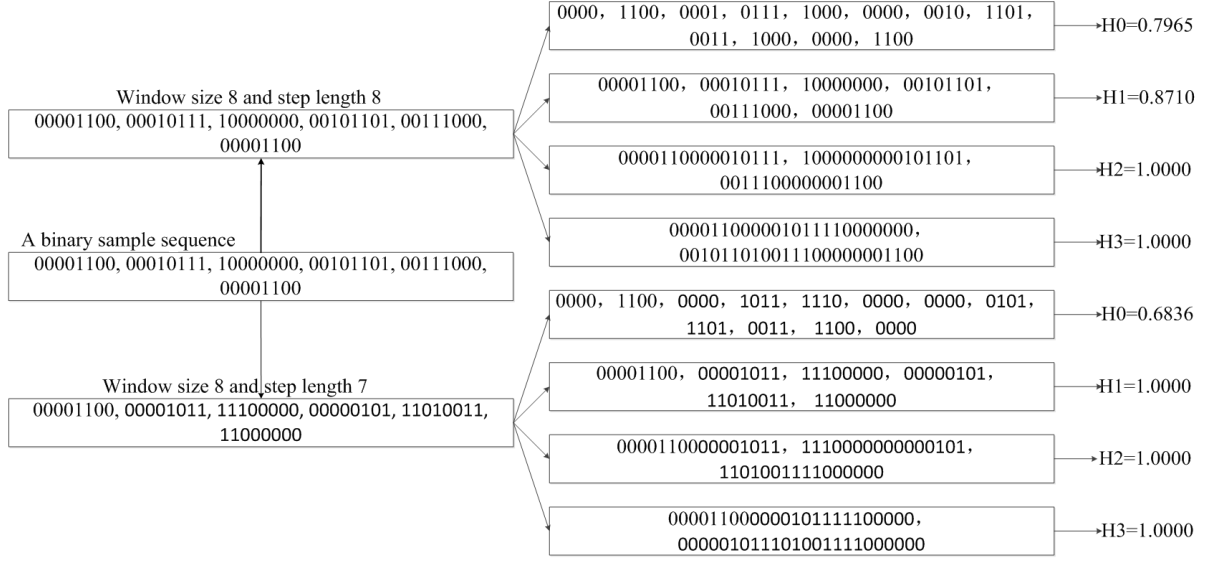 0000, 1100, 0001, 0111, 1000, 0000, 0010, 1101,
0011, 1000, 0000, 1100
H0=0.7965
Window size 8 and step length 8
00001100, 00010111, 10000000, 00101101, 00111000,
00001100
00001100, 00010111, 10000000, 00101101,
00111000, 00001100
H1=0.8710
0000110000010111, 1000000000101101,
0011100000001100
H2=1.0000
A binary sample sequence
00001100, 00010111, 10000000, 00101101, 00111000,
00001100
000011000001011110000000,
001011010011100000001100
H3=1.0000
0000, 1100, 0000, 1011, 1110, 0000, 0000, 0101,
1101, 0011, 1100, 0000
H0=0.6836
Window size 8 and step length 7
00001100, 00001011, 11100000, 00000101, 11010011,
11000000
00001100, 00001011, 11100000, 00000101,
11010011, 11000000
H1=1.0000
0000110000001011, 1110000000000101,
1101001111000000
H2=1.0000
000011000000101111100000,
000001011101001111000000
H3=1.0000